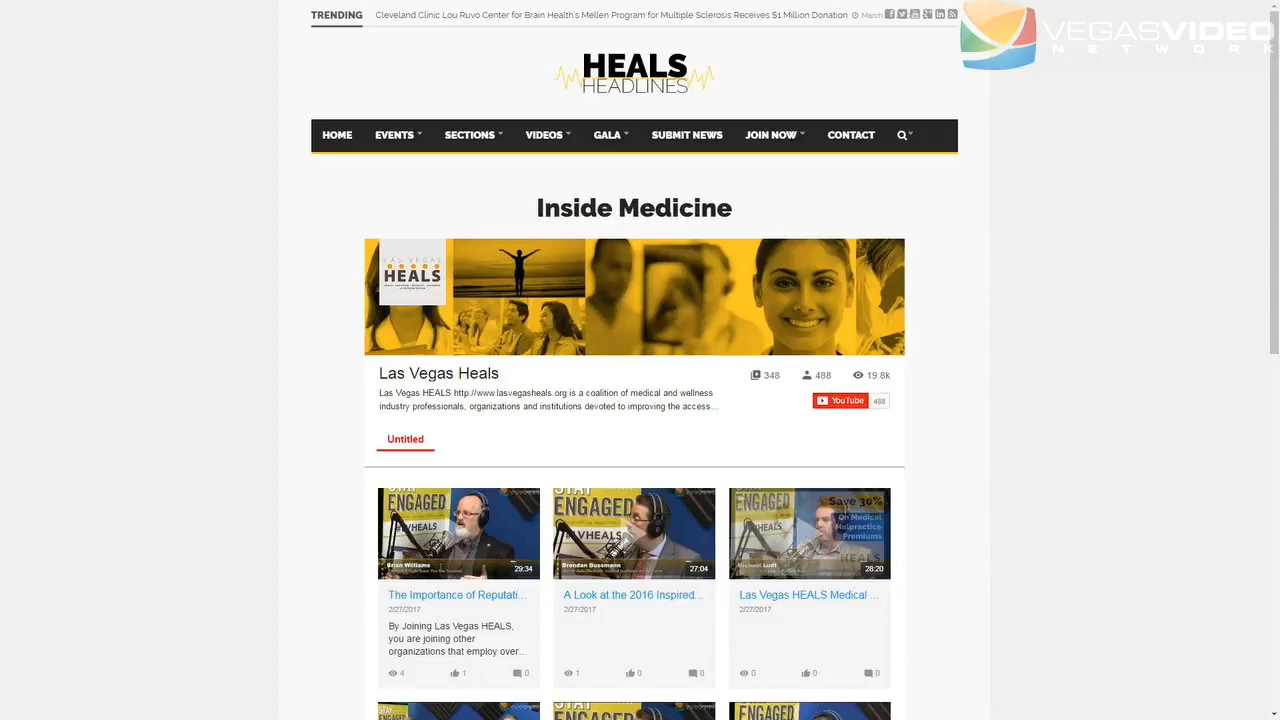 TRENDING
Cleveland Clinic Lou Ruvo Center for Brain Health's Mellen Program for Multiple Sclerosis Receives $1 Million Donation
March
VEGASVIDEO
NETWORK
HEALS
HEADLINES
HOME EVENTS SECTIONS VIDEOS GALA SUBMIT NEWS JOIN NOW CONTACT
Inside Medicine
LAS VEGAS
HEALS
Las Vegas Heals
348 488 19.8k
Las Vegas HEALS http://www.lasvegasheals.org is a coalition of medical and wellness
industry professionals, organizations and institutions devoted to improving the access...
YouTube 488
Untitled
STAY
ENGAGED
#LVHEALS
Brian Williams
29:34
The Importance of Reputati...
2/27/2017
By Joining Las Vegas HEALS,
you are joining other
organizations that employ over...
4 1 0
STAY
ENGAGED
#LVHEALS
Brendan Bussmann
27:04
A Look at the 2016 Inspired...
2/27/2017
1 0 0
ENGAGED
Save 30%
On Medical
Malpractice
Premiums
HEALS
28:20
Las Vegas HEALS Medical ...
2/27/2017
0 0 0